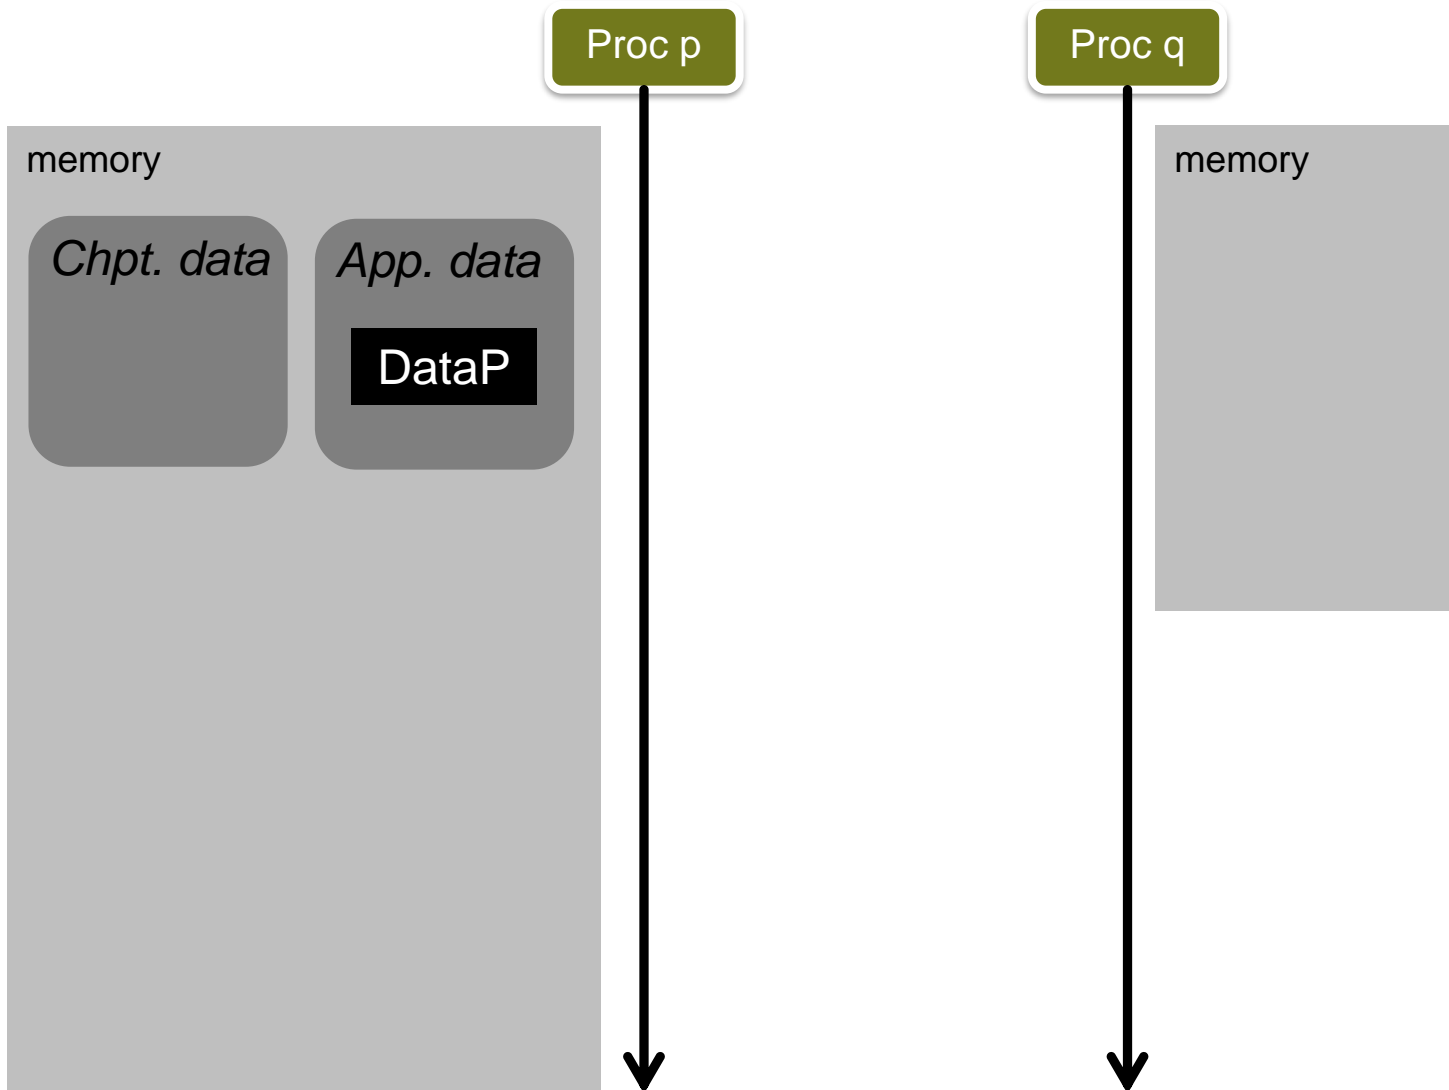 Proc p
Proc q
memory
memory
Chpt. data
App. data
DataP